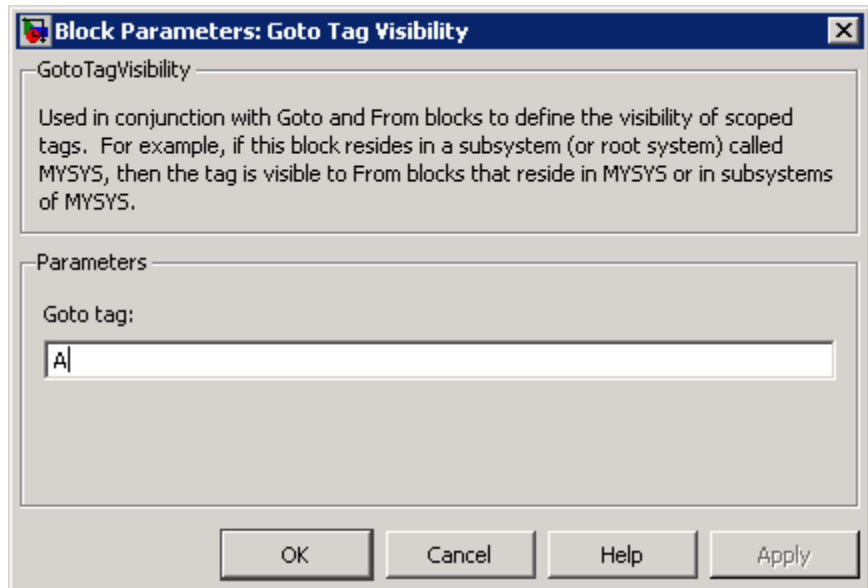 Block Parameters: Goto Tag Visibility
GotoTagVisibility
Used in conjunction with Goto and From blocks to define the visibility of scoped
tags.  For example, if this block resides in a subsystem (or root system) called
MYSYS, then the tag is visible to From blocks that reside in MYSYS or in subsystems
of MYSYS.
Parameters
Goto tag:
A
OK Cancel Help Apply